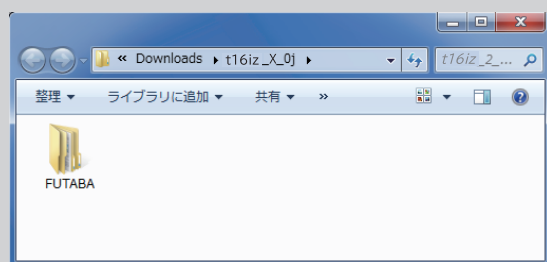 « Downloads ▸ t16iz_X_0j ▸
t16iz_2_...
整理 ▼ ライブラリに追加 ▼ 共有 ▼ »
FUTABA